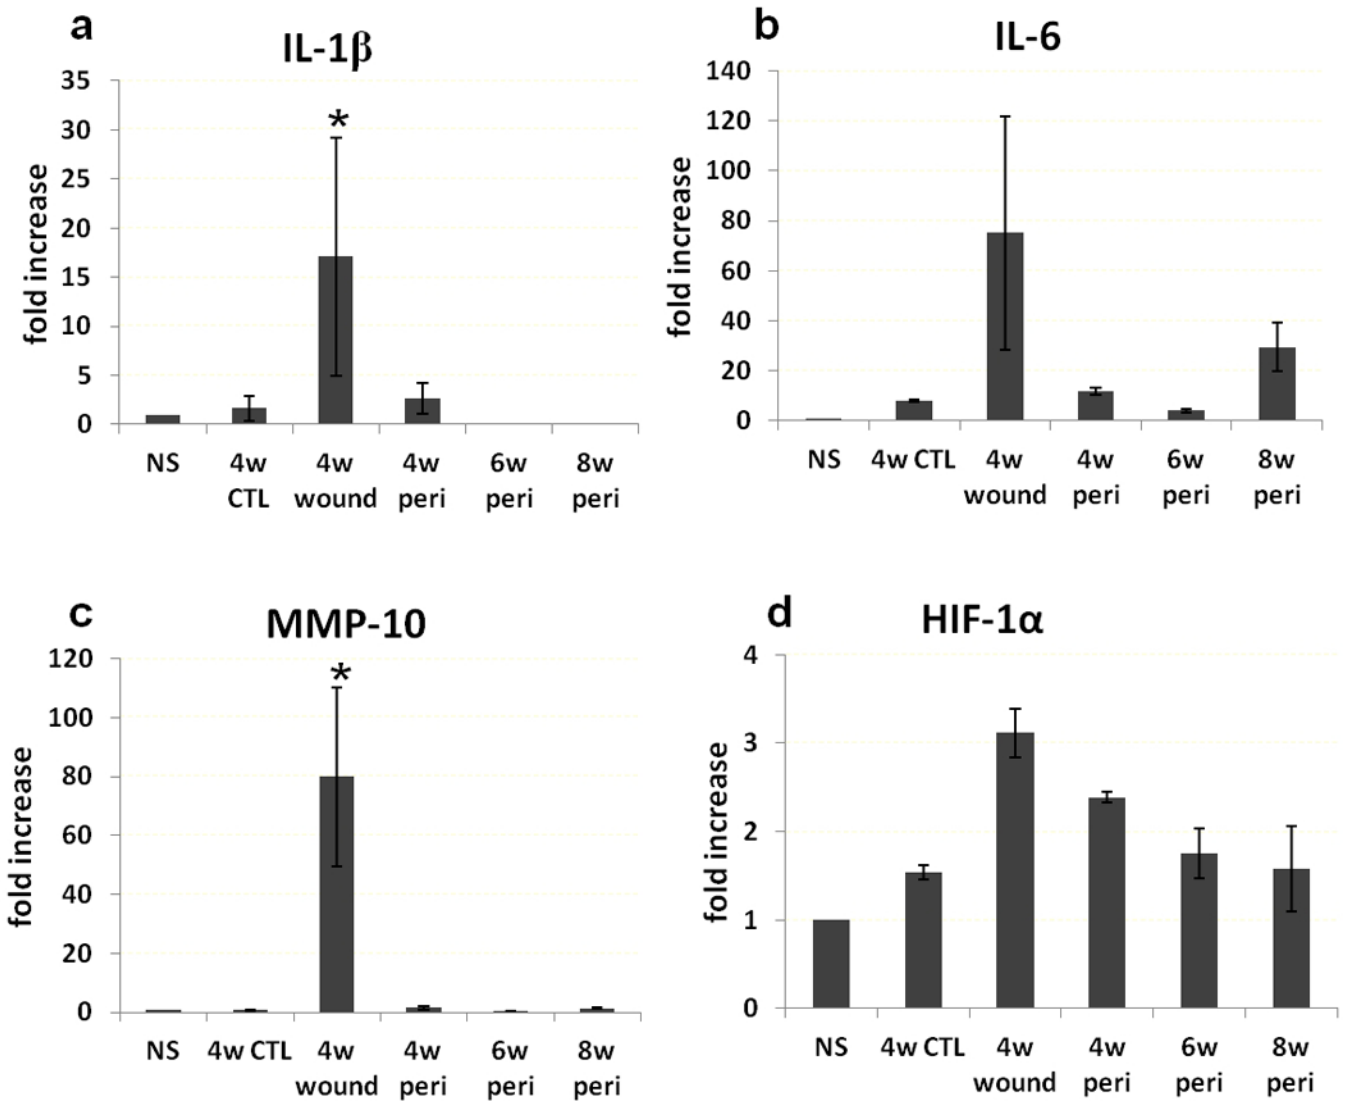 a
IL-1β
fold increase
35
30
25
20
15
10
5
0
*
NS 4w 4w 4w 6w 8w
CTL wound peri peri peri
b
IL-6
fold increase
140
120
100
80
60
40
20
0
NS 4w CTL 4w 4w 6w 8w
wound peri peri peri
c
MMP-10
fold increase
120
100
80
60
40
20
0
*
NS 4w CTL 4w 4w 6w 8w
wound peri peri peri
d
HIF-1α
fold increase
4
3
2
1
0
NS 4w CTL 4w 4w 6w 8w
wound peri peri peri